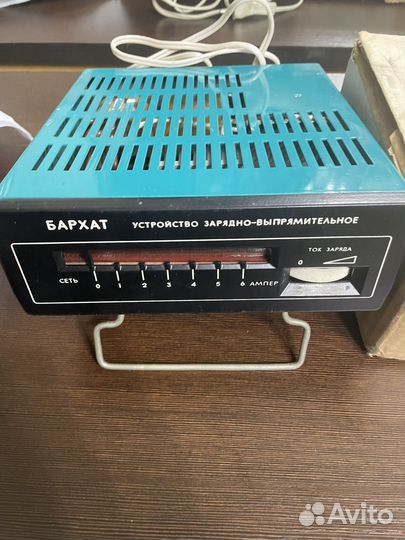 БАРХАТ УСТРОЙСТВО ЗАРЯДНО-ВЫПРЯМИТЕЛЬНОЕ
ТОК ЗАРЯДА
0
СЕТЬ 0 1 2 3 4 5 6 АМПЕР
Avito